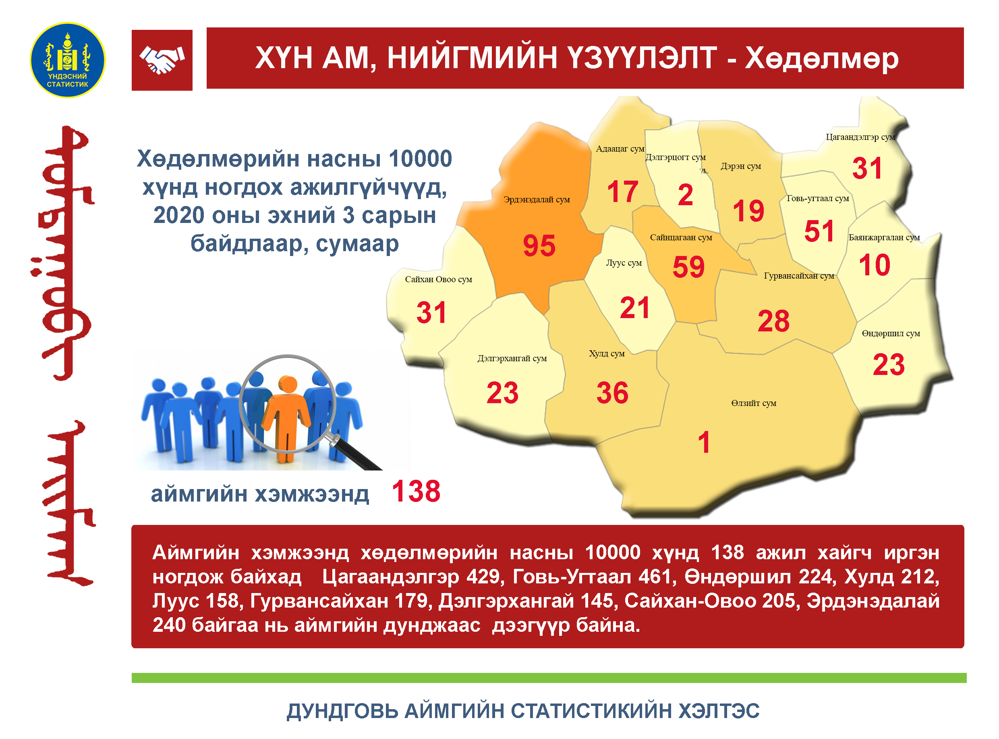 ҮНДЭСНИЙ
СТАТИСТИК
ХҮН АМ, НИЙГМИЙН ҮЗҮҮЛЭЛТ - Хөдөлмөр
Хөдөлмөрийн насны 10000
хүнд ногдох ажилгүйчүүд,
2020 оны эхний 3 сарын
байдлаар, сумаар
Цагаандэлгэр сум
31
Адаацаг сум
17
Дэлгэрцогт сум
2
Дэрэн сум
19
Говь-угтаал сум
51
Эрдэнэдалай сум
95
Сайнцагаан сум
59
Баянжаргалан сум
10
Луус сум
21
Гурвансайхан сум
28
Сайхан Овоо сум
31
Өндөршил сум
23
Дэлгэрхангай сум
23
Хулд сум
36
Өлзийт сум
1
аймгийн хэмжээнд 138
Аймгийн хэмжээнд хөдөлмөрийн насны 10000 хүнд 138 ажил хайгч иргэн
ногдож байхад Цагаандэлгэр 429, Говь-Угтаал 461, Өндөршил 224, Хулд 212,
Луус 158, Гурвансайхан 179, Дэлгэрхангай 145, Сайхан-Овоо 205, Эрдэнэдалай
240 байгаа нь аймгийн дунджаас дээгүүр байна.
ДУНДГОВЬ АЙМГИЙН СТАТИСТИКИЙН ХЭЛТЭС